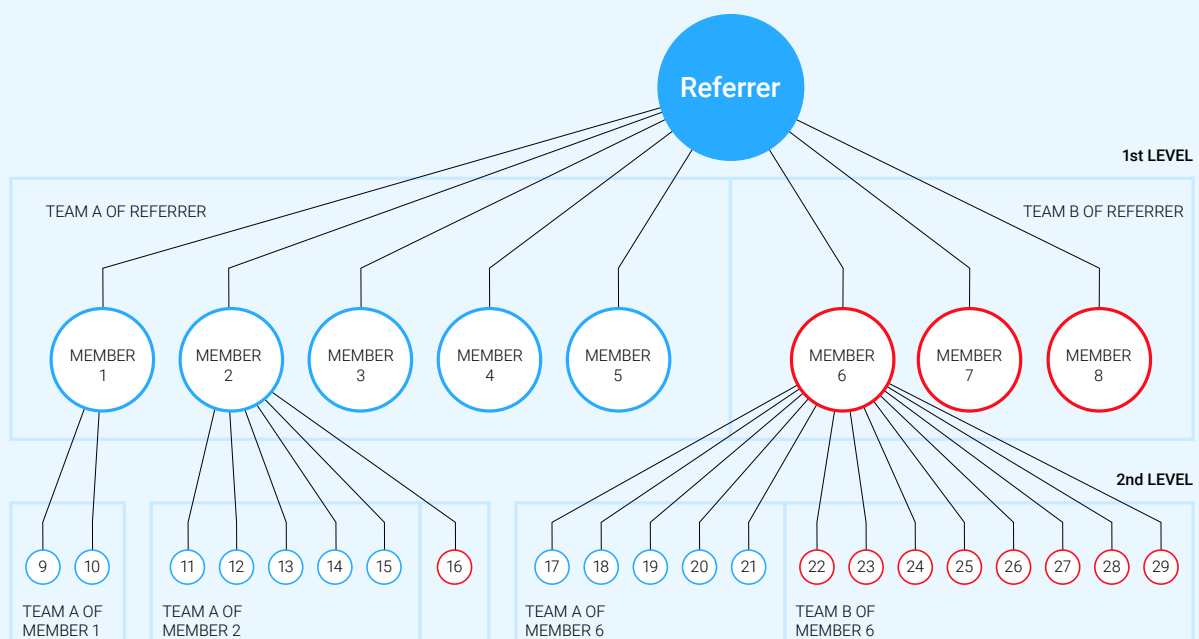 Referrer
1st LEVEL
TEAM A OF REFERRER
TEAM B OF REFERRER
MEMBER
1
MEMBER
2
MEMBER
3
MEMBER
4
MEMBER
5
MEMBER
6
MEMBER
7
MEMBER
8
2nd LEVEL
9
10
11
12
13
14
15
16
17
18
19
20
21
22
23
24
25
26
27
28
29
TEAM A OF
MEMBER 1
TEAM A OF
MEMBER 2
TEAM A OF
MEMBER 6
TEAM B OF
MEMBER 6